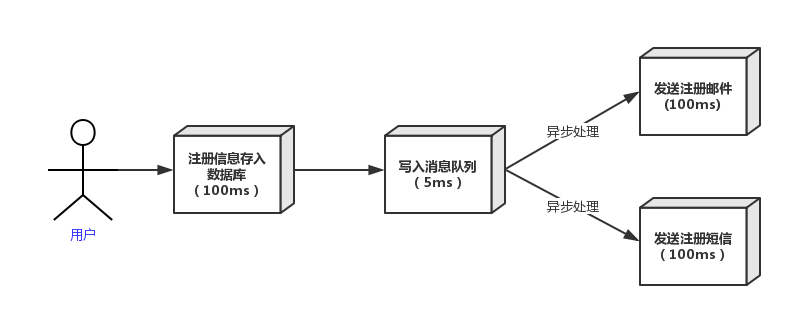 用户
注册信息存入
数据库
（100ms）
写入消息队列
（5ms）
异步处理
发送注册邮件
(100ms)
异步处理
发送注册短信
（100ms）